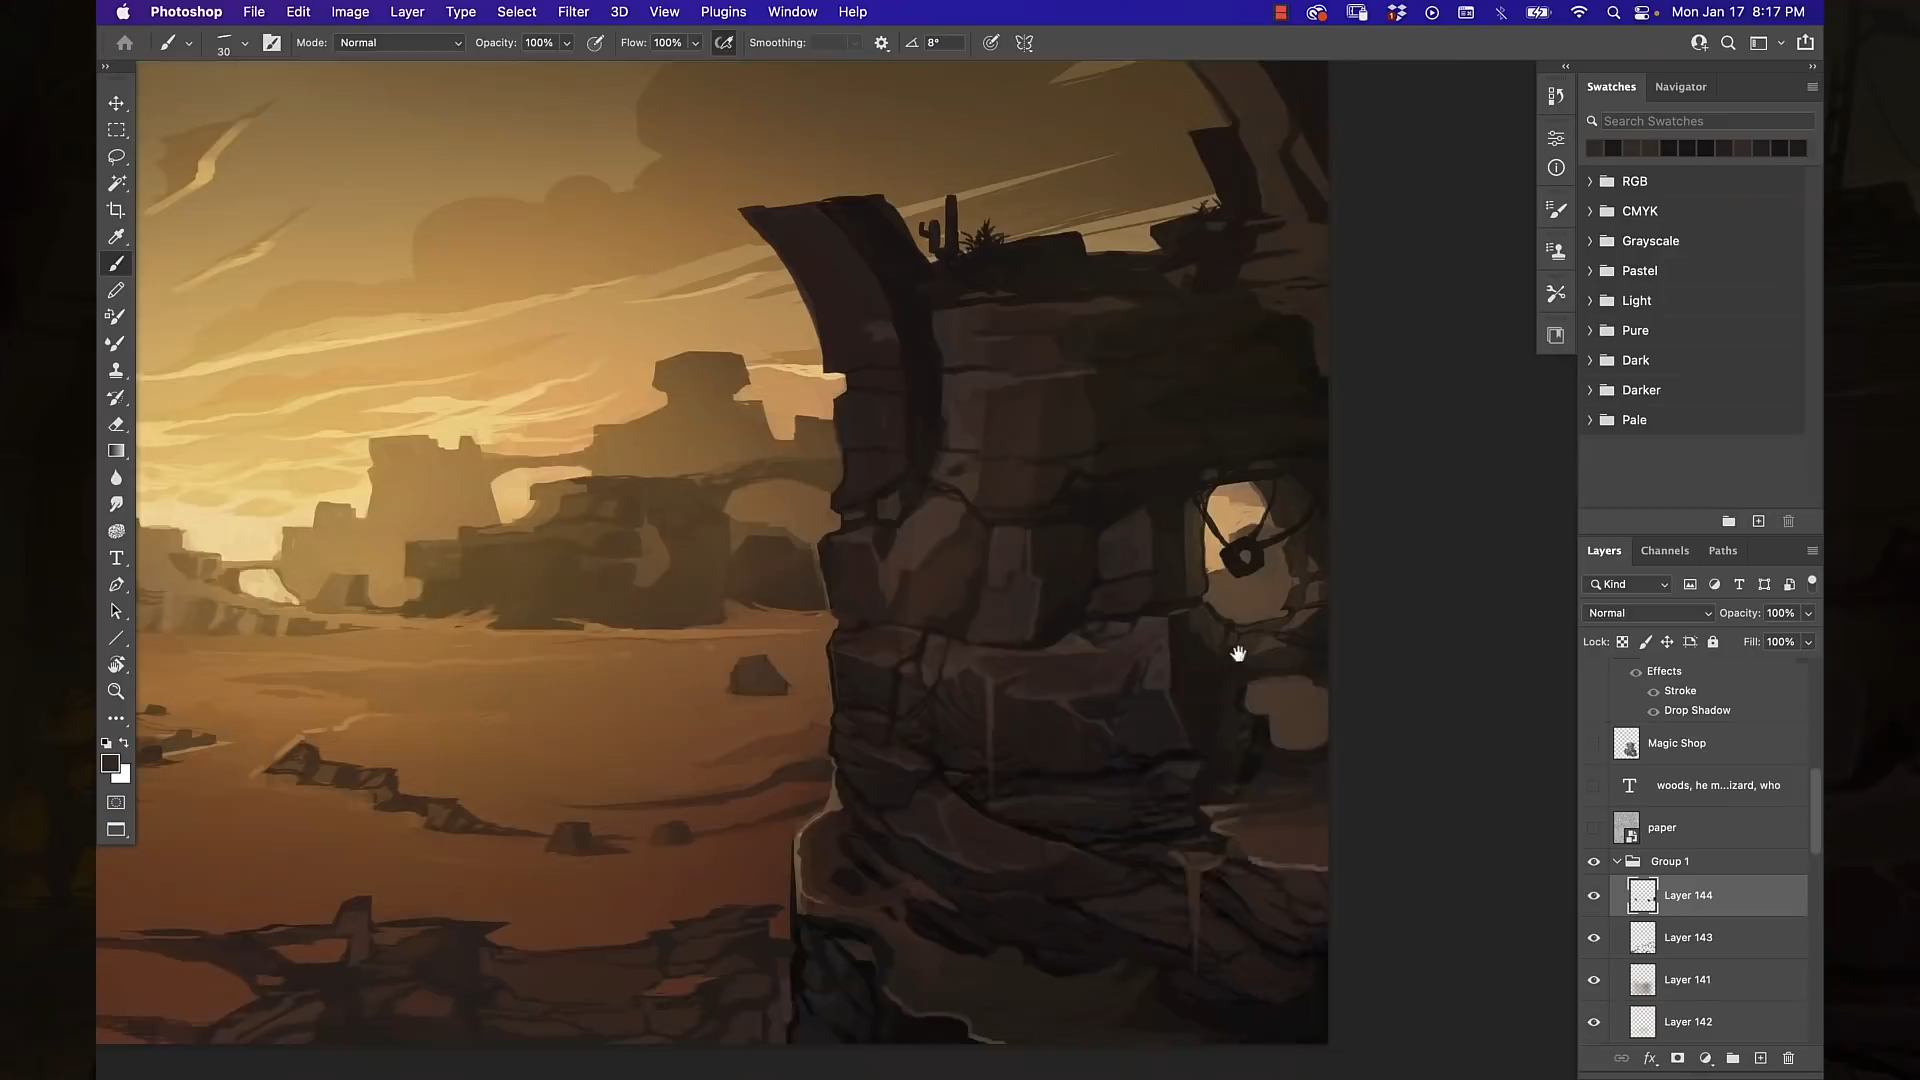 Photoshop File Edit Image Layer Type Select Filter 3D View Plugins Window Help Mon Jan 17 8:17 PM
30 Mode: Normal Opacity: 100% Flow: 100% Smoothing: 8°
Swatches Navigator
Search Swatches
RGB
CMYK
Grayscale
Pastel
Light
Pure
Dark
Darker
Pale
Layers Channels Paths
Kind
Normal Opacity: 100%
Lock: Fill: 100%
Effects
Stroke
Drop Shadow
Magic Shop
woods, he m...izard, who
paper
Group 1
Layer 144
Layer 143
Layer 141
Layer 142